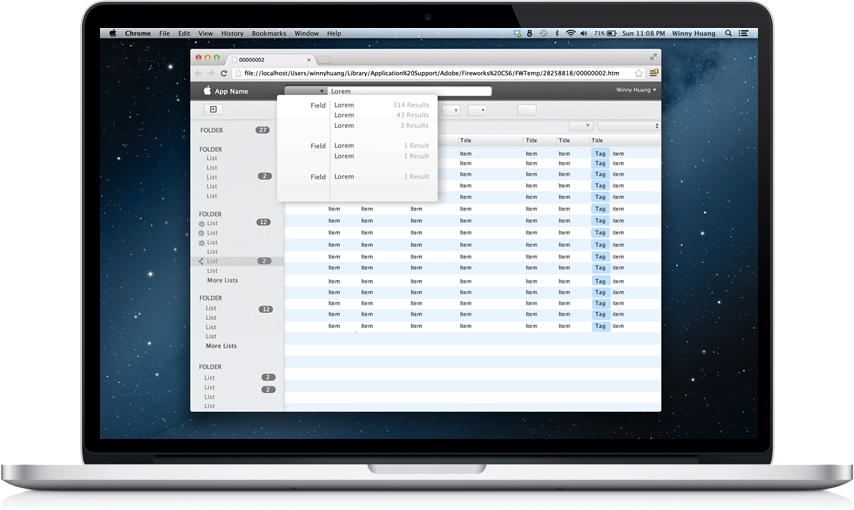 Chrome File Edit View History Bookmarks Window Help 71% Sun 11:08 PM Winny Huang
00000002
file://localhost/Users/winnyhuang/Library/Application%20Support/Adobe/Fireworks%20CS6/FWTemp/28258818/00000002.htm
App Name Lorem Winny Huang
Field Lorem 314 Results
Lorem 43 Results
Lorem 3 Results
Field Lorem 1 Result
Lorem 1 Result
Field Lorem 1 Result
FOLDER 27
FOLDER
List
List
List 2
List
List
FOLDER
List 12
List
List
List
List 2
List
More Lists
FOLDER
List 12
List
List
List
More Lists
FOLDER
List 2
List 2
List
List
Title Title Title Title
Item Item Item Tag Item
Item Item Item Tag Item
Item Item Item Tag Item
Item Item Item Tag Item
Item Item Item Tag Item
Item Item Item Item Item Item Tag Item
Item Item Item Item Item Item Tag Item
Item Item Item Item Item Item Tag Item
Item Item Item Item Item Item Tag Item
Item Item Item Item Item Item Tag Item
Item Item Item Item Item Item Tag Item
Item Item Item Item Item Item Tag Item
Item Item Item Item Item Item Tag Item
Item Item Item Item Item Item Tag Item
Item Item Item Item Item Item Tag Item
Item Item Item Item Item Item Tag Item